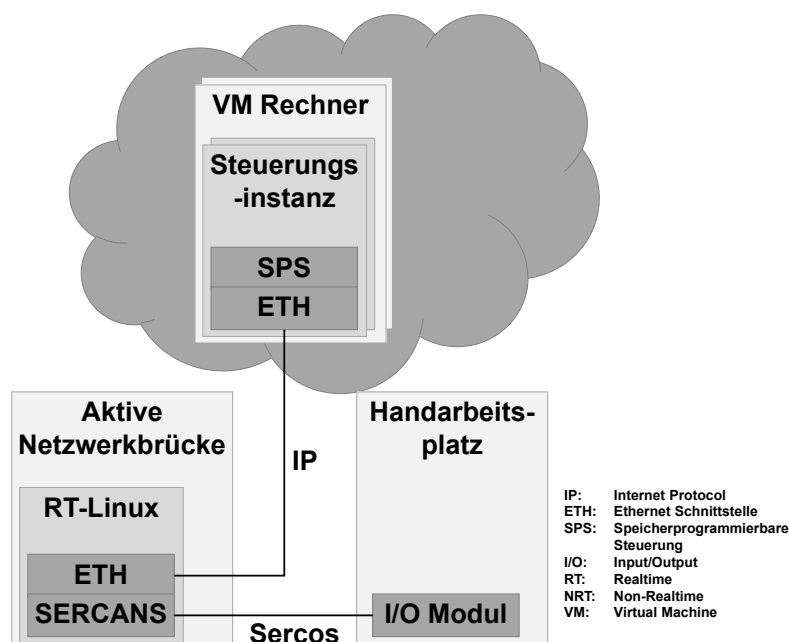 VM Rechner
Steuerungs
-instanz
SPS
ETH
Aktive
Netzwerkbrücke
Handarbeits-
platz
IP
RT-Linux
ETH
SERCANS
Sercos
I/O Modul
IP: Internet Protocol
ETH: Ethernet Schnittstelle
SPS: Speicherprogrammierbare
Steuerung
I/O: Input/Output
RT: Realtime
NRT: Non-Realtime
VM: Virtual Machine